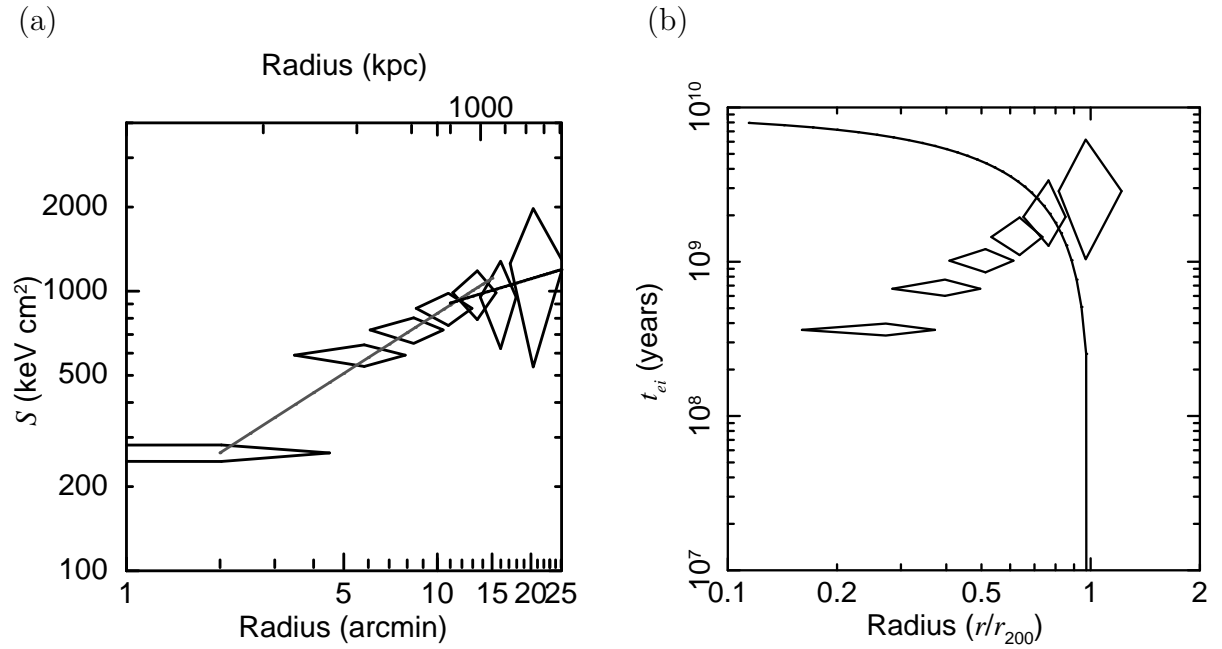 (a)
Radius (kpc)
1000
S (keV cm²)
2000
1000
500
200
100
1 5 10 15 20 25
Radius (arcmin)
(b)
t_ei (years)
10¹⁰
10⁹
10⁸
10⁷
0.1 0.2 0.5 1 2
Radius (r/r₂₀₀)